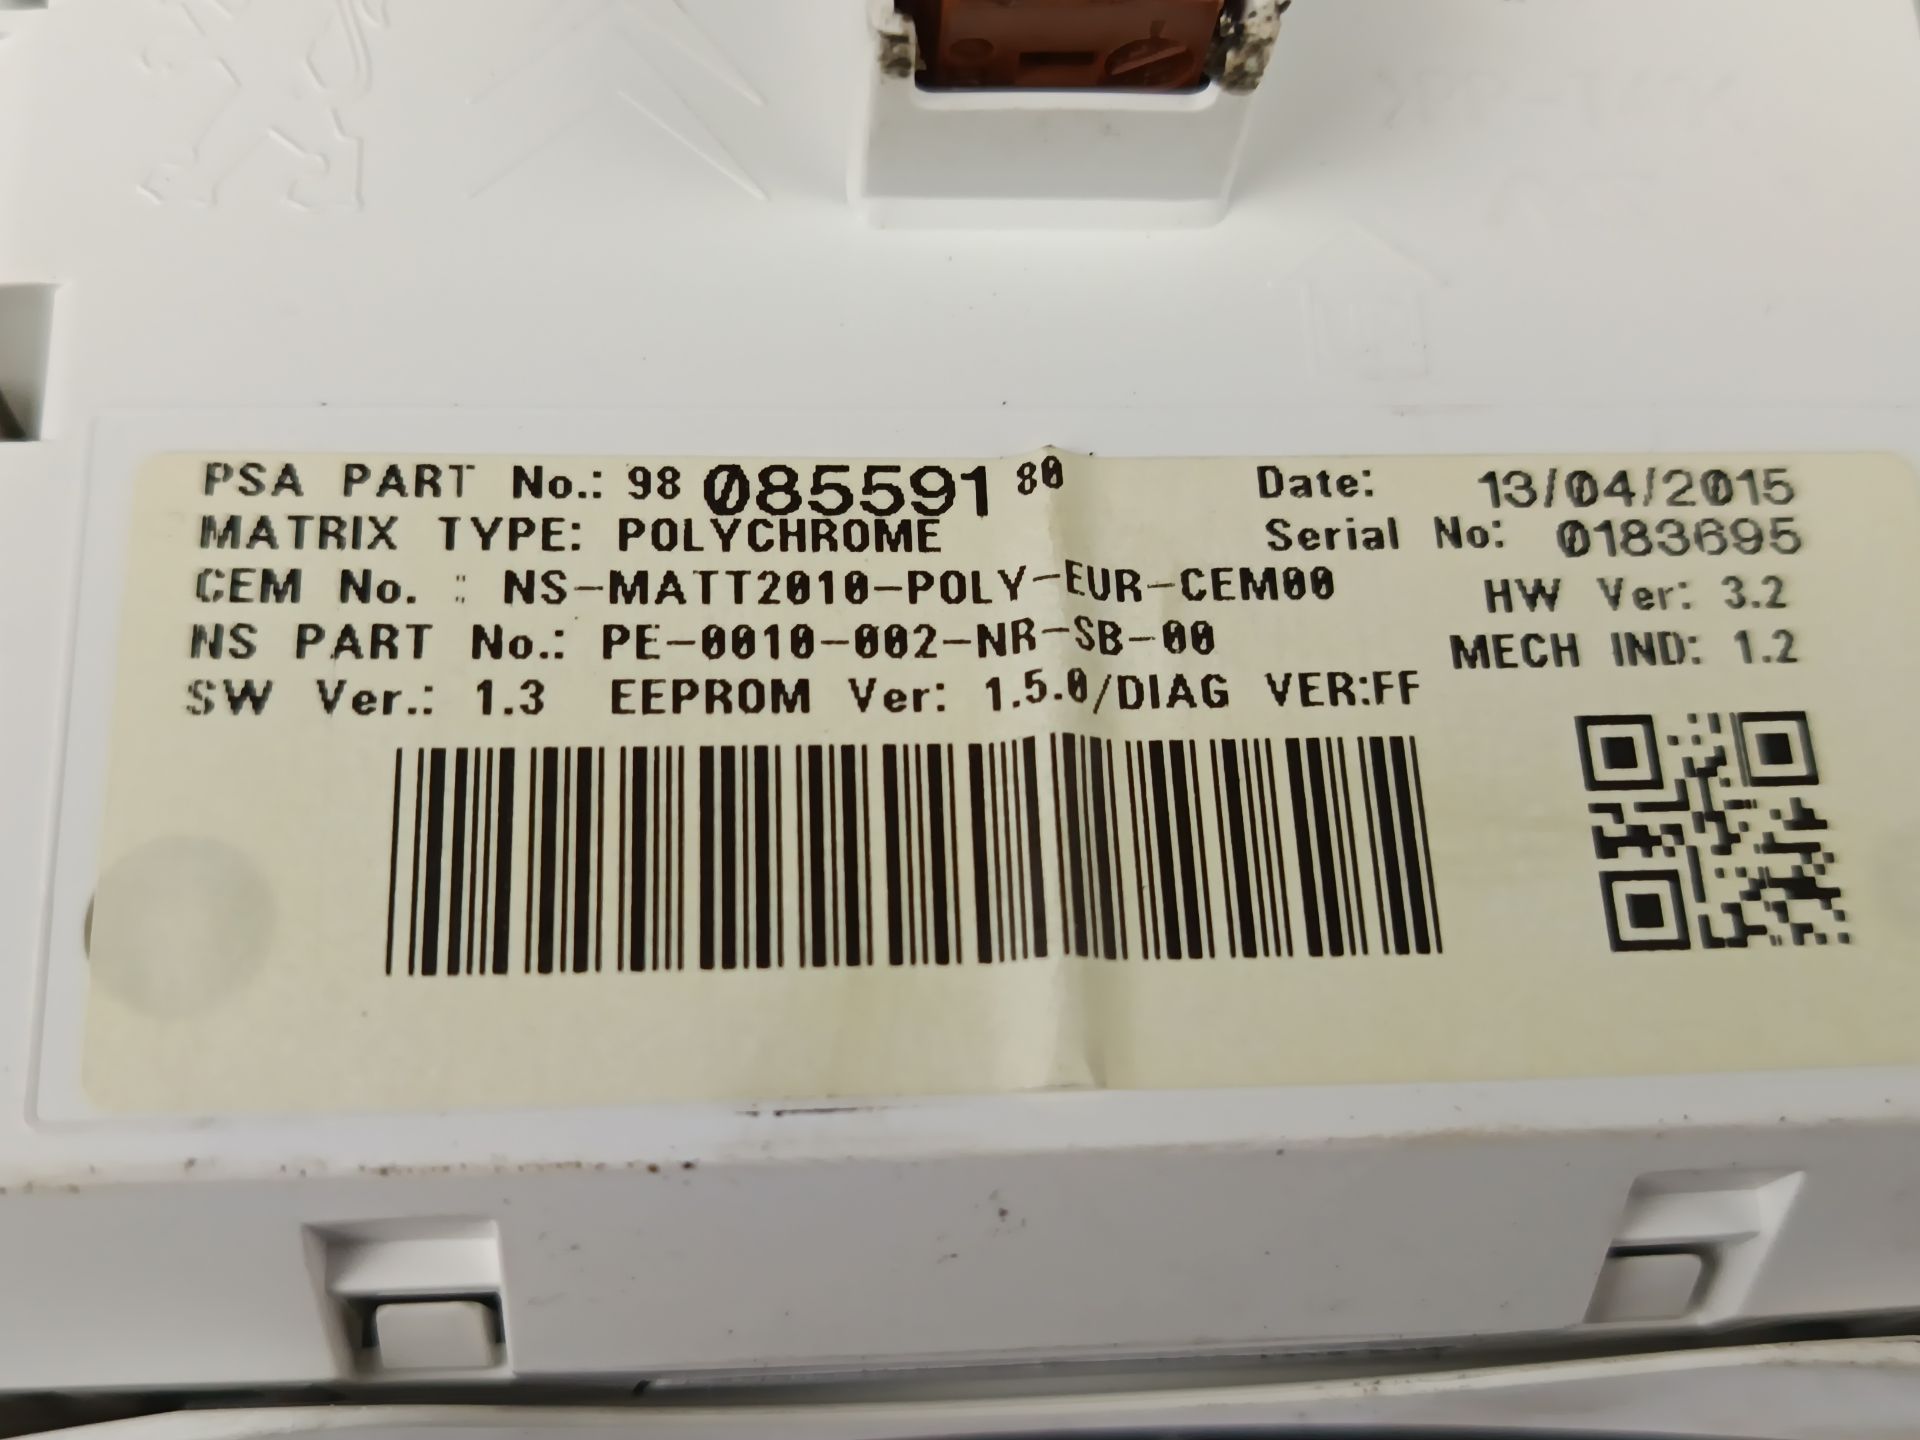 PSA PART No.: 98 085591 80 Date: 13/04/2015
MATRIX TYPE: POLYCHROME Serial No: 0183695
CEM No. : NS-MATT2010-POLY-EUR-CEM00 HW Ver: 3.2
NS PART No.: PE-0010-002-NR-SB-00 MECH IND: 1.2
SW Ver.: 1.3 EEPROM Ver: 1.5.0/DIAG VER:FF